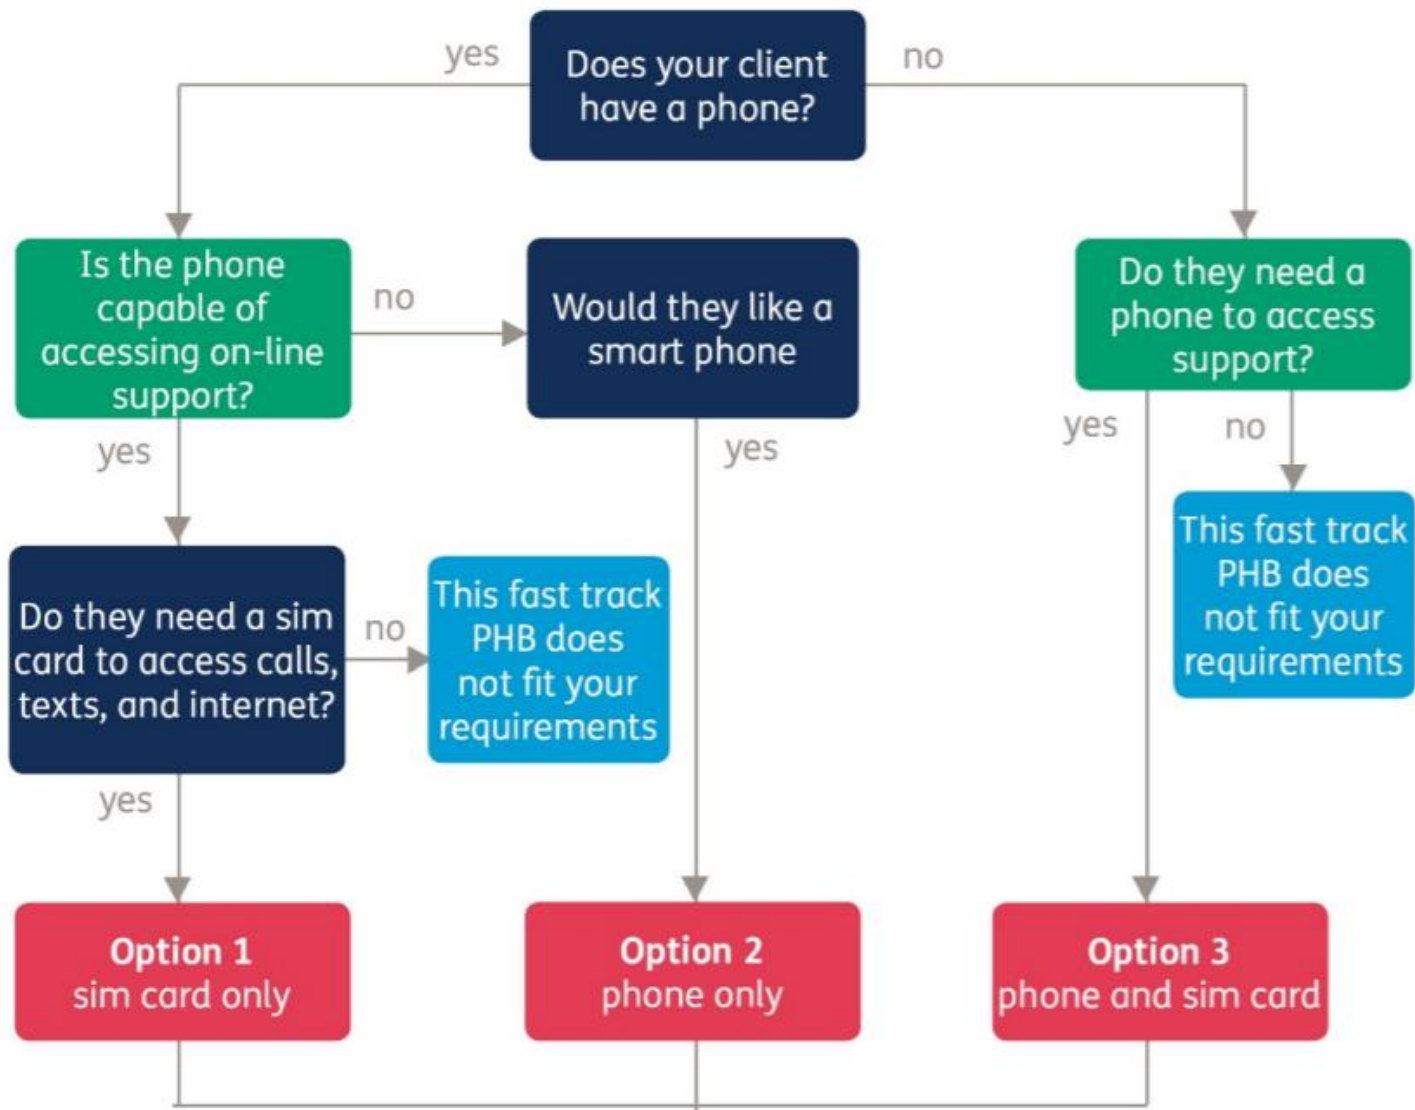 yes
Does your client
have a phone?
no
Is the phone
capable of
accessing on-line
support?
no
Would they like a
smart phone
Do they need a
phone to access
support?
yes
yes
yes
no
Do they need a sim
card to access calls,
texts, and internet?
no
This fast track
PHB does
not fit your
requirements
This fast track
PHB does
not fit your
requirements
yes
Option 1
sim card only
Option 2
phone only
Option 3
phone and sim card